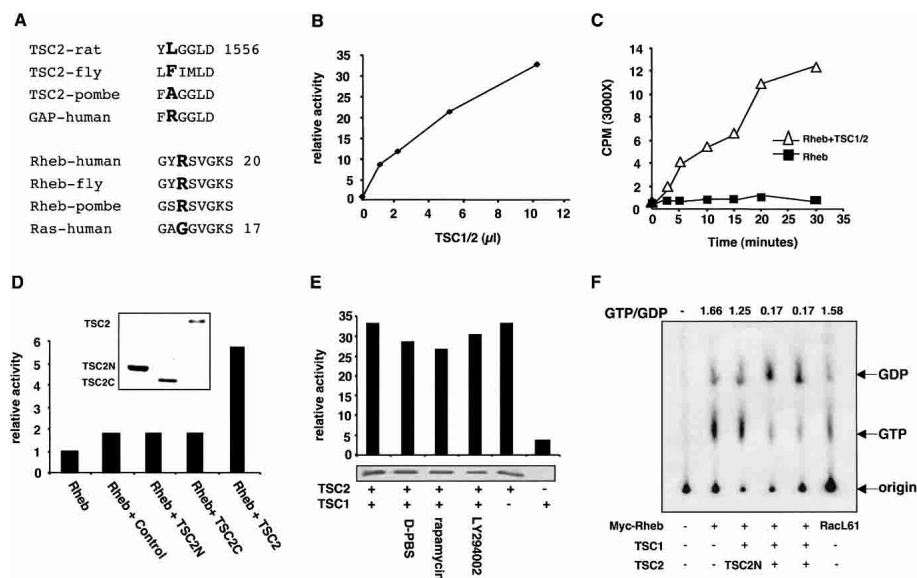 A
TSC2-rat YLGGLD 1556
TSC2-fly LFIMLD
TSC2-pombe FAGGLD
GAP-human FRGGLD
Rheb-human GYRSVGKS 20
Rheb-fly GYRSVGKS
Rheb-pombe GSRSVGKS
Ras-human GAGGVGKS 17
B
relative activity
35
30
25
20
15
10
5
0
0 2 4 6 8 10 12
TSC1/2 (µl)
C
CPM (3000X)
14
12
10
8
6
4
2
0
0 5 10 15 20 25 30 35
Time (minutes)
Rheb+TSC1/2
Rheb
D
relative activity
6
5
4
3
2
1
0
TSC2
TSC2N
TSC2C
Rheb
Rheb + Control
Rheb + TSC2N
Rheb+ TSC2C
Rheb + TSC2
E
relative activity
35
30
25
20
15
10
5
0
TSC2 + + + + + -
TSC1 + + + + - +
D-PBS
rapamycin
LY294002
F
GTP/GDP - 1.66 1.25 0.17 0.17 1.58
GDP
GTP
origin
Myc-Rheb - + + + + RacL61
TSC1 - - + + + -
TSC2 - - TSC2N + + -